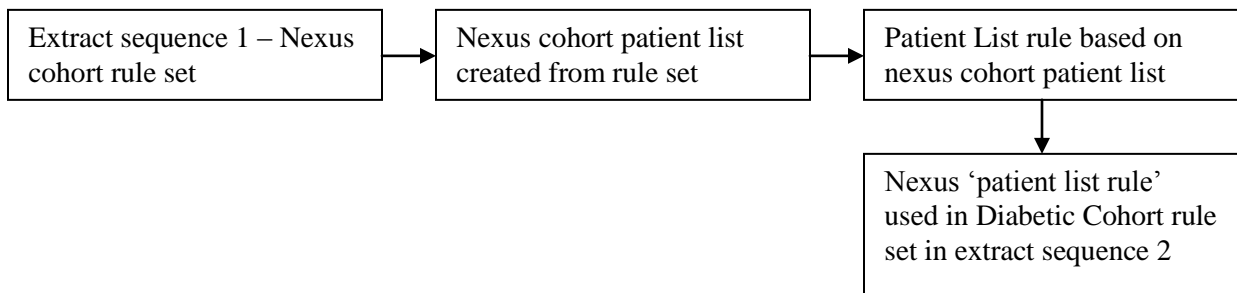 Extract sequence 1 – Nexus
cohort rule set
Nexus cohort patient list
created from rule set
Patient List rule based on
nexus cohort patient list
Nexus ‘patient list rule’
used in Diabetic Cohort rule
set in extract sequence 2